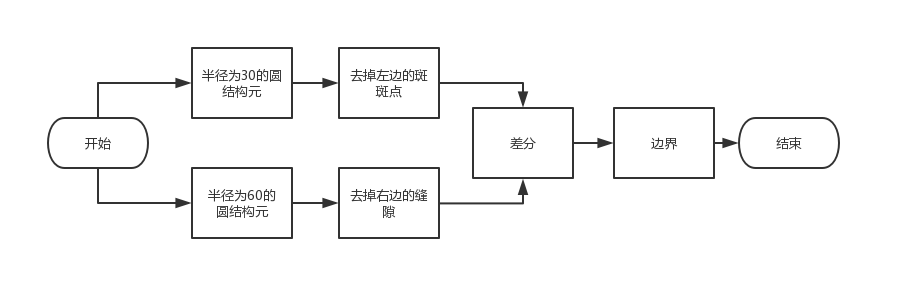 开始
半径为30的圆
结构元
去掉左边的斑
斑点
半径为60的
圆结构元
去掉右边的缝
隙
差分
边界
结束